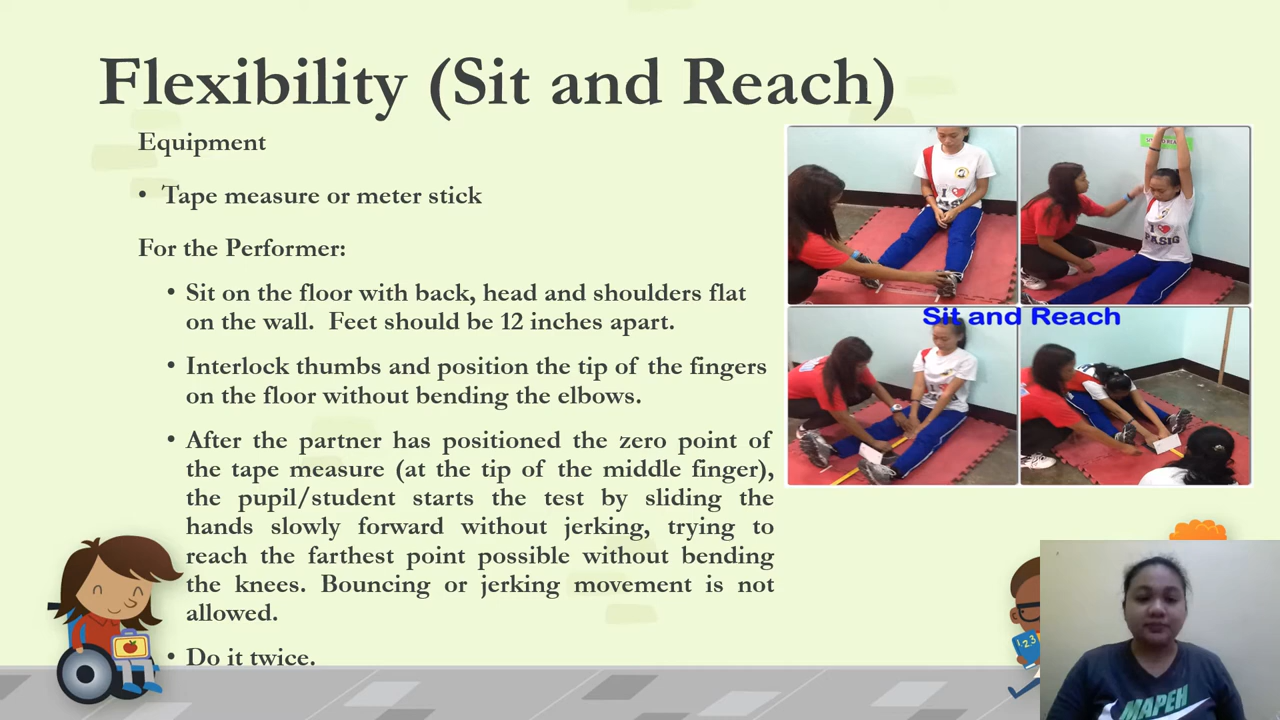 Flexibility (Sit and Reach)
Equipment
• Tape measure or meter stick
For the Performer:
• Sit on the floor with back, head and shoulders flat
on the wall.  Feet should be 12 inches apart.
• Interlock thumbs and position the tip of the fingers
on the floor without bending the elbows.
• After the partner has positioned the zero point of
the tape measure (at the tip of the middle finger),
the pupil/student starts the test by sliding the
hands slowly forward without jerking, trying to
reach the farthest point possible without bending
the knees. Bouncing or jerking movement is not
allowed.
• Do it twice.
I
I
PASIG
Sit and Reach
1 2 3
MAPEH